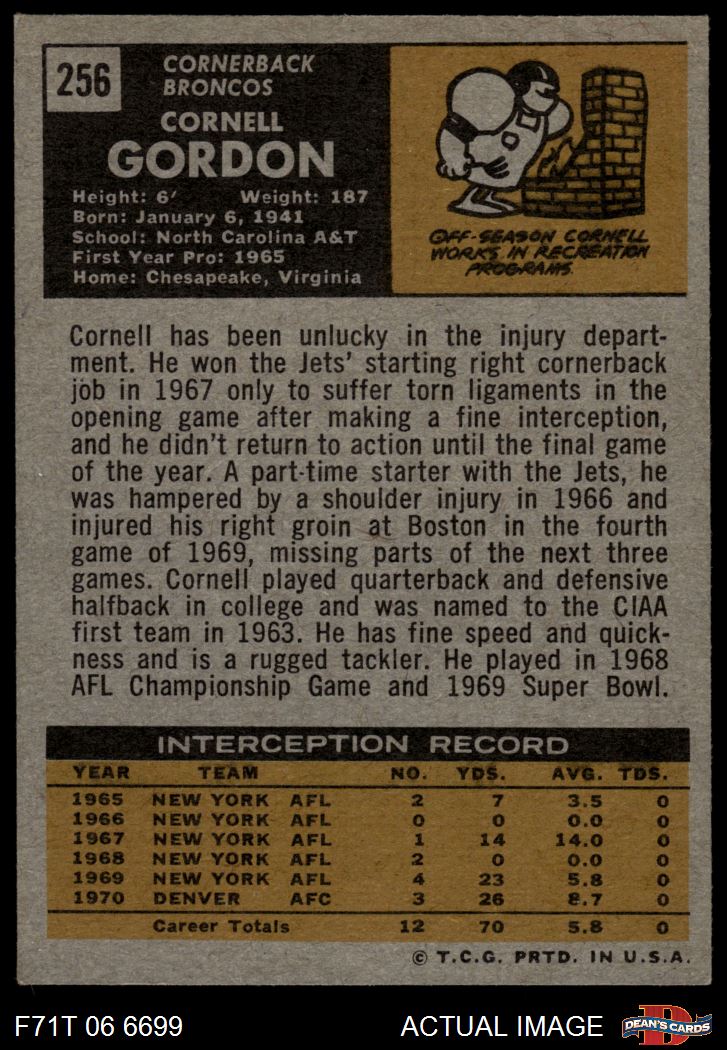 256
CORNERBACK
BRONCOS
CORNELL
GORDON
Height: 6' Weight: 187
Born: January 6, 1941
School: North Carolina A&T
First Year Pro: 1965
Home: Chesapeake, Virginia
OFF-SEASON CORNELL
WORKS IN RECREATION
PROGRAMS.
Cornell has been unlucky in the injury depart-
ment. He won the Jets' starting right cornerback
job in 1967 only to suffer torn ligaments in the
opening game after making a fine interception,
and he didn't return to action until the final game
of the year. A part-time starter with the Jets, he
was hampered by a shoulder injury in 1966 and
injured his right groin at Boston in the fourth
game of 1969, missing parts of the next three
games. Cornell played quarterback and defensive
halfback in college and was named to the CIAA
first team in 1963. He has fine speed and quick-
ness and is a rugged tackler. He played in 1968
AFL Championship Game and 1969 Super Bowl.
INTERCEPTION RECORD
YEAR TEAM NO. YDS. AVG. TDS.
1965 NEW YORK AFL 2 7 3.5 0
1966 NEW YORK AFL 0 0 0.0 0
1967 NEW YORK AFL 1 14 14.0 0
1968 NEW YORK AFL 2 0 0.0 0
1969 NEW YORK AFL 4 23 5.8 0
1970 DENVER AFC 3 26 8.7 0
Career Totals 12 70 5.8 0
© T.C.G. PRTD. IN U.S.A.
F71T 06 6699 ACTUAL IMAGE
D
DEAN'S CARDS